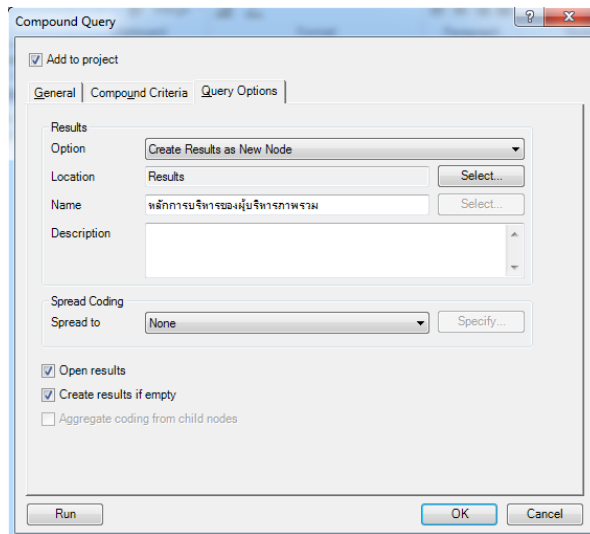 Compound Query
Add to project
General Compound Criteria Query Options
Results
Option Create Results as New Node
Location Results Select...
Name หลักการบริหารของผู้บริหารภาพรวม Select...
Description
Spread Coding
Spread to None Specify...
Open results
Create results if empty
Aggregate coding from child nodes
Run OK Cancel